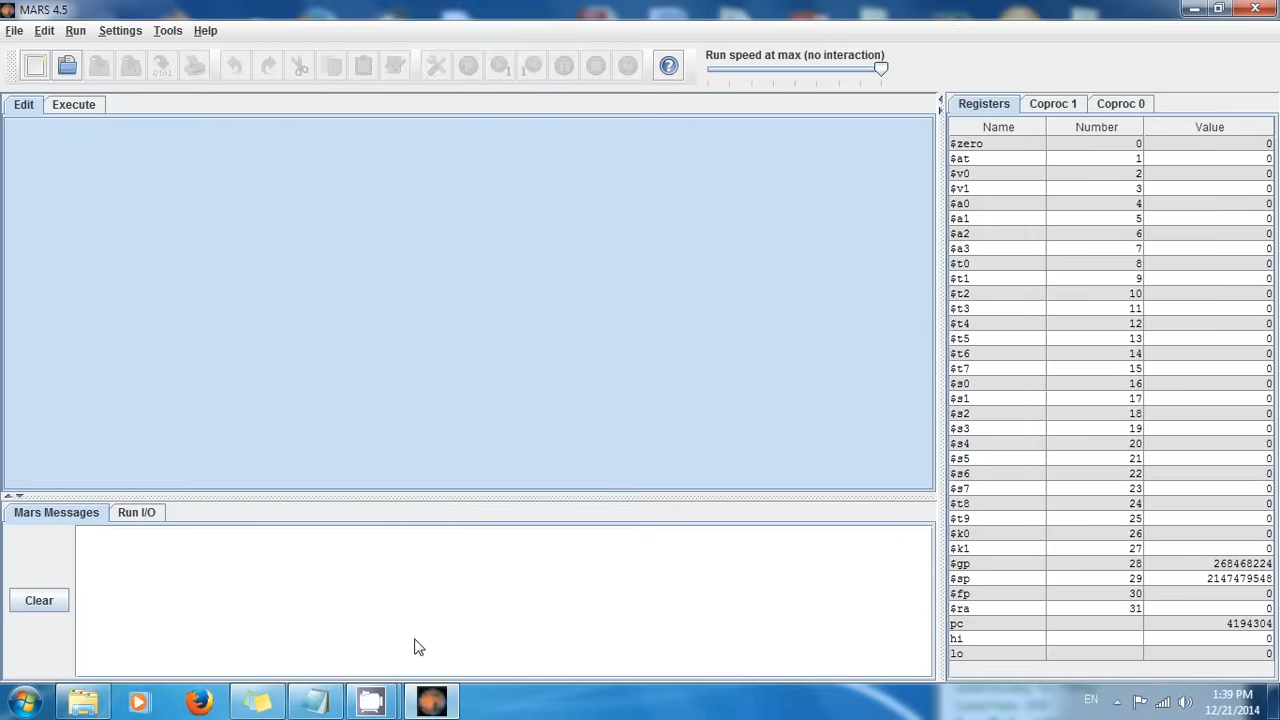 MARS 4.5
File Edit Run Settings Tools Help
Run speed at max (no interaction)
Edit Execute
Registers Coproc 1 Coproc 0
Name Number Value
$zero 0 0
$at 1 0
$v0 2 0
$v1 3 0
$a0 4 0
$a1 5 0
$a2 6 0
$a3 7 0
$t0 8 0
$t1 9 0
$t2 10 0
$t3 11 0
$t4 12 0
$t5 13 0
$t6 14 0
$t7 15 0
$s0 16 0
$s1 17 0
$s2 18 0
$s3 19 0
$s4 20 0
$s5 21 0
$s6 22 0
$s7 23 0
$t8 24 0
$t9 25 0
$k0 26 0
$k1 27 0
$gp 28 268468224
$sp 29 2147479548
$fp 30 0
$ra 31 0
pc 4194304
hi 0
lo 0
Mars Messages Run I/O
Clear
EN
1:39 PM
12/21/2014